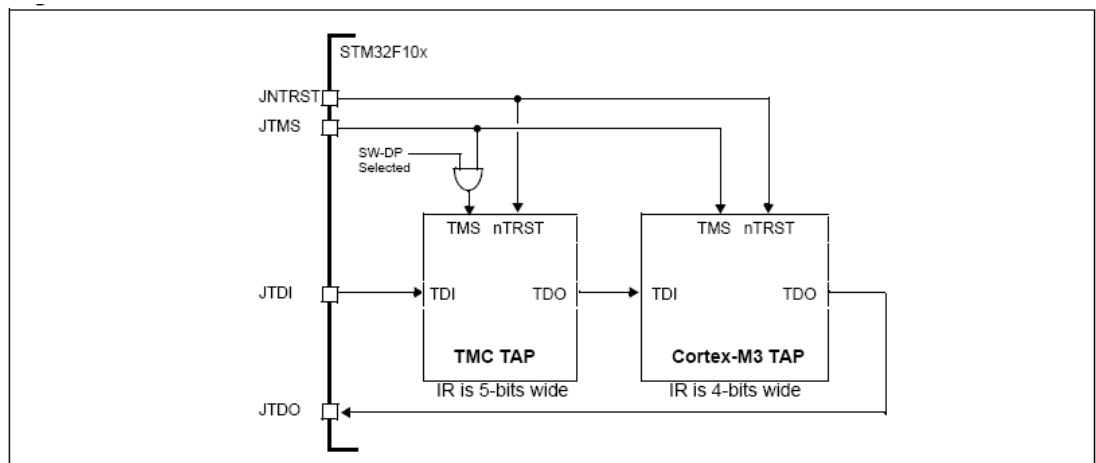 STM32F10x
JNTRST
JTMS
SW-DP
Selected
TMS nTRST
TMS nTRST
JTDI
TDI
TDO
TDI
TDO
TMC TAP
Cortex-M3 TAP
IR is 5-bits wide
IR is 4-bits wide
JTDO